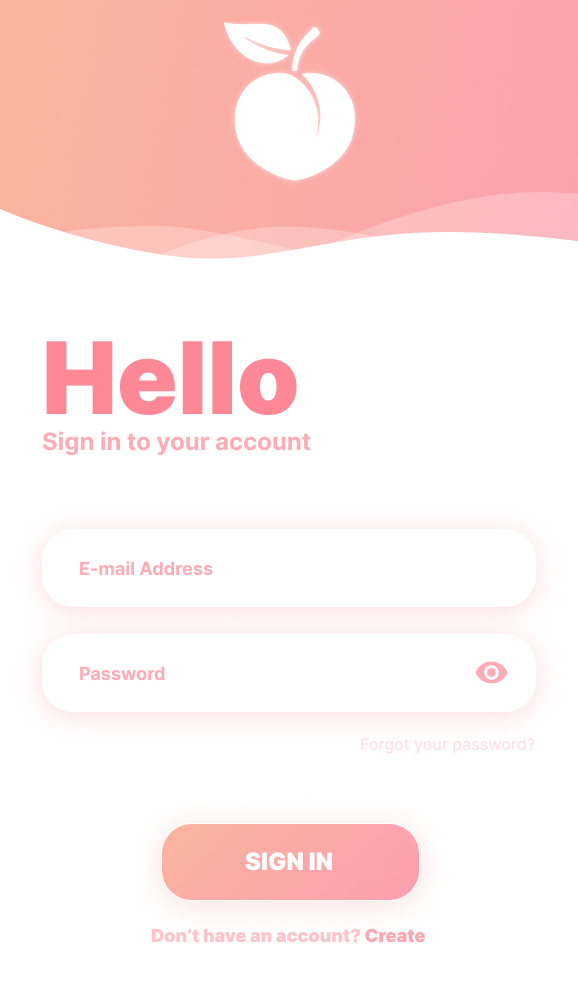 Hello
Sign in to your account
E-mail Address
Password
Forgot your password?
SIGN IN
Don’t have an account? Create